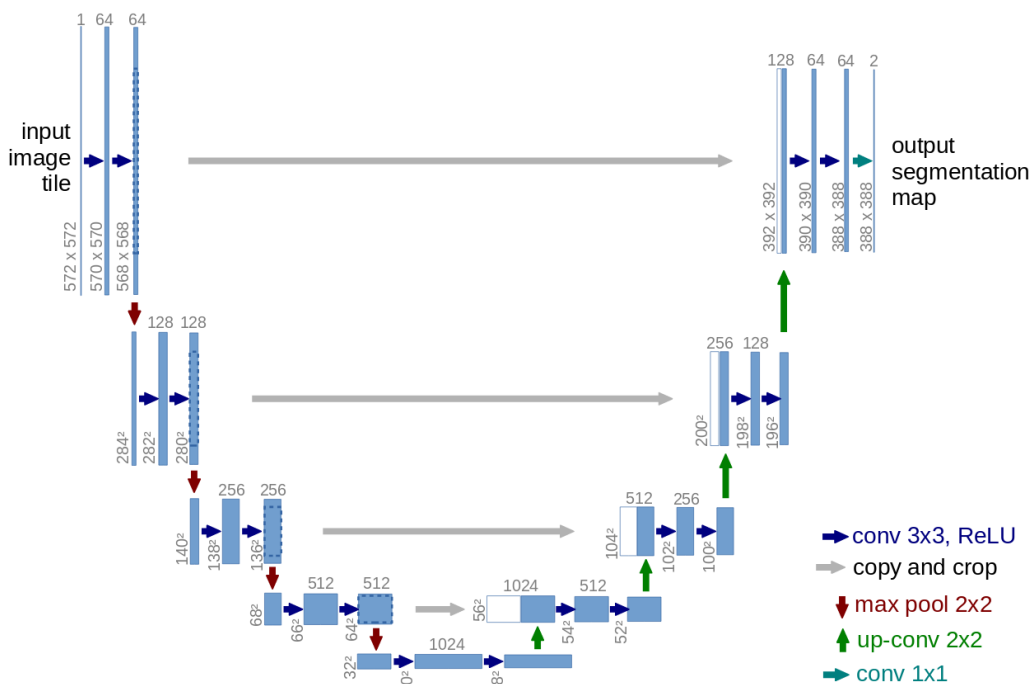 1 64 64
128 64 64 2
input
image
tile
output
segmentation
map
572 x 572
570 x 570
568 x 568
392 x 392
390 x 390
388 x 388
388 x 388
128 128
256 128
284²
282²
280²
200²
198²
196²
256 256
512 256
140²
138²
136²
104²
102²
100²
512 512
1024 512
68²
66²
64²
56²
54²
52²
1024
32²
0²
8²
conv 3x3, ReLU
copy and crop
max pool 2x2
up-conv 2x2
conv 1x1